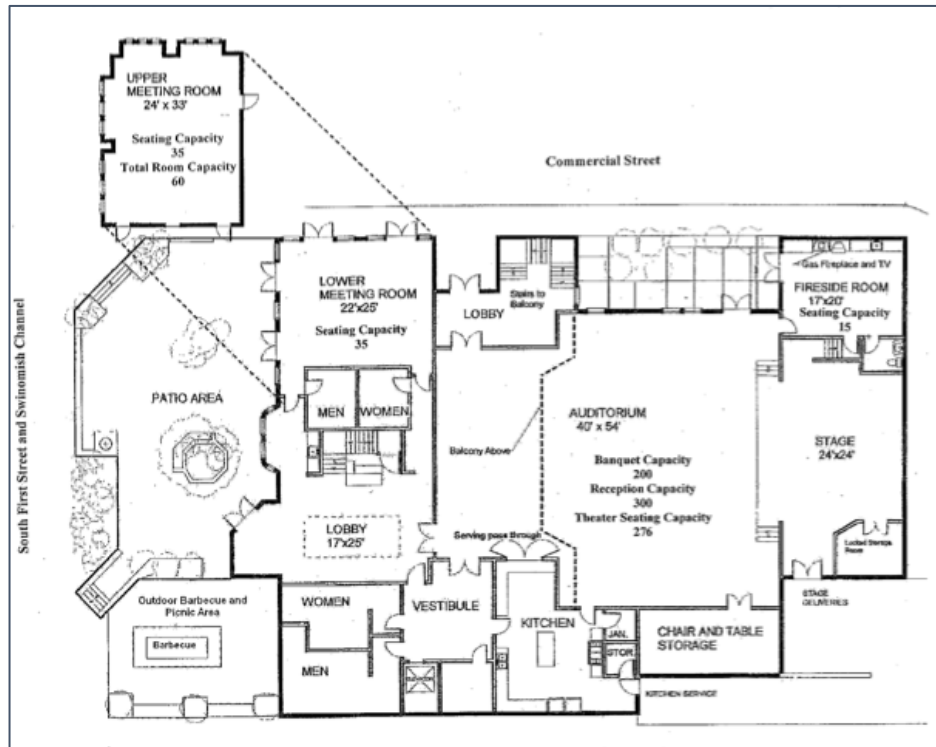 UPPER
MEETING ROOM
24' x 33'
Seating Capacity
35
Total Room Capacity
60
Commercial Street
South First Street and Swinomish Channel
LOWER
MEETING ROOM
22'x25'
Seating Capacity
35
Stairs to
Balcony
LOBBY
Gas Fireplace and TV
FIRESIDE ROOM
17'x20'
Seating Capacity
15
PATIO AREA
MEN
WOMEN
Balcony Above
AUDITORIUM
40' x 54'
Banquet Capacity
200
Reception Capacity
300
Theater Seating Capacity
276
STAGE
24'x24'
LOBBY
17'x25'
Serving pass through
Locked Storage
Room
Outdoor Barbecue and
Picnic Area
Barbecue
WOMEN
MEN
VESTIBULE
ELEVATOR
KITCHEN
JAN.
STOR.
CHAIR AND TABLE
STORAGE
STAGE
DELIVERIES
KITCHEN SERVICE